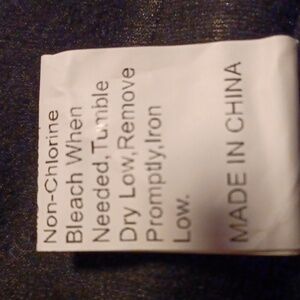 Non-Chlorine
Bleach When
Needed,Tumble
Dry Low,Remove
Promptly,Iron
Low.
MADE IN CHINA